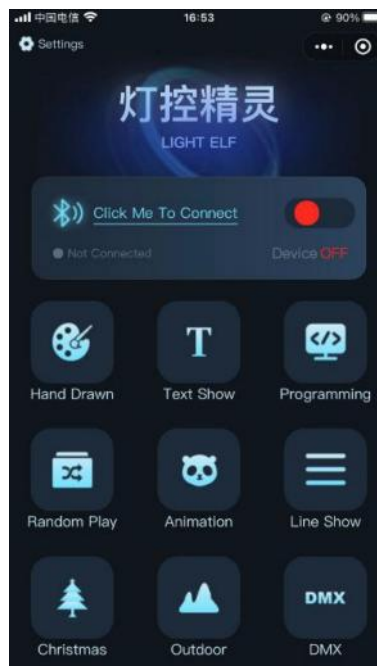 中国电信 16:53 90%
Settings
灯控精灵
LIGHT ELF
Click Me To Connect
Not Connected Device OFF
T </>
Hand Drawn Text Show Programming
Random Play Animation Line Show
DMX
Christmas Outdoor DMX